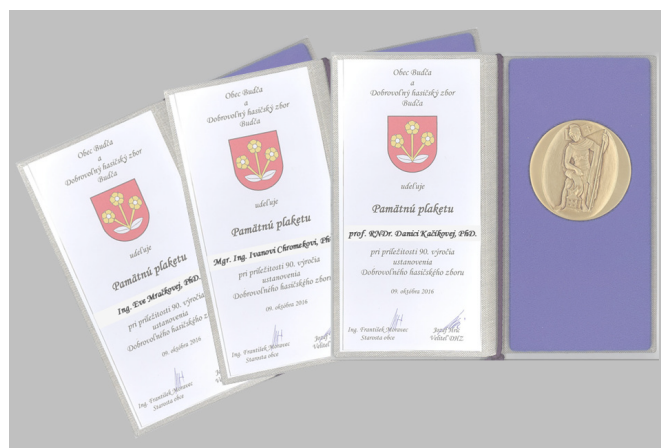 Obec Budča
a
Dobrovoľný hasičský zbor
Budča
udeľuje
Pamätnú plaketu
Ing. Eve Mračkovej, PhD.
pri príležitosti 90. výročia
ustanovenia
Dobrovoľného hasičského zboru
09. októbra 2016
Ing. František Moravec
Starosta obce
Obec Budča
a
Dobrovoľný hasičský zbor
Budča
udeľuje
Pamätnú plaketu
Mgr. Ing. Ivanovi Chromekovi, PhD
pri príležitosti 90. výročia
ustanovenia
Dobrovoľného hasičského zboru
09. októbra 2016
Ing. František Moravec
Starosta obce
Veliteľ
Obec Budča
a
Dobrovoľný hasičský zbor
Budča
udeľuje
Pamätnú plaketu
prof. RNDr. Danici Kačíkovej, PhD.
pri príležitosti 90. výročia
ustanovenia
Dobrovoľného hasičského zboru
09. októbra 2016
Ing. František Moravec Jozef
Starosta obce Veliteľ DHZ